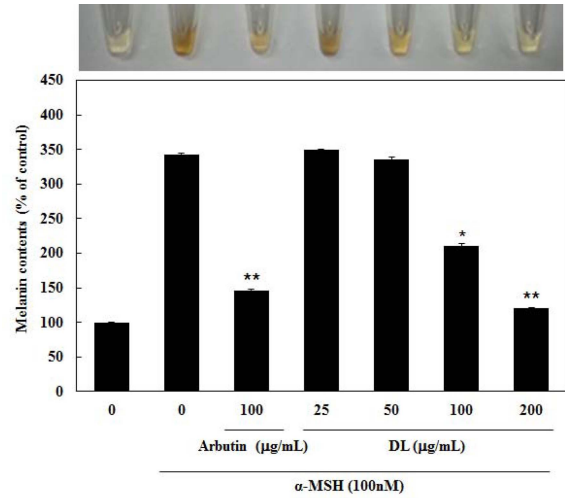 450
400
350
300
250
200
150
100
50
0
Melanin contents (% of control)
** * **
0 0 100 25 50 100 200
Arbutin (μg/mL) DL (μg/mL)
α-MSH (100nM)